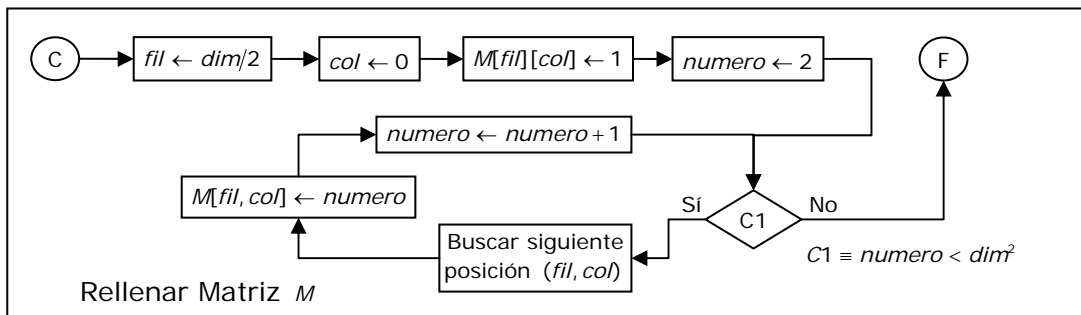 C
fil ← dim/2
col ← 0
M[fil][col] ← 1
numero ← 2
F
numero ← numero + 1
M[fil, col] ← numero
Sí
C1
No
Buscar siguiente
posición (fil, col)
C1 ≡ numero < dim²
Rellenar Matriz M